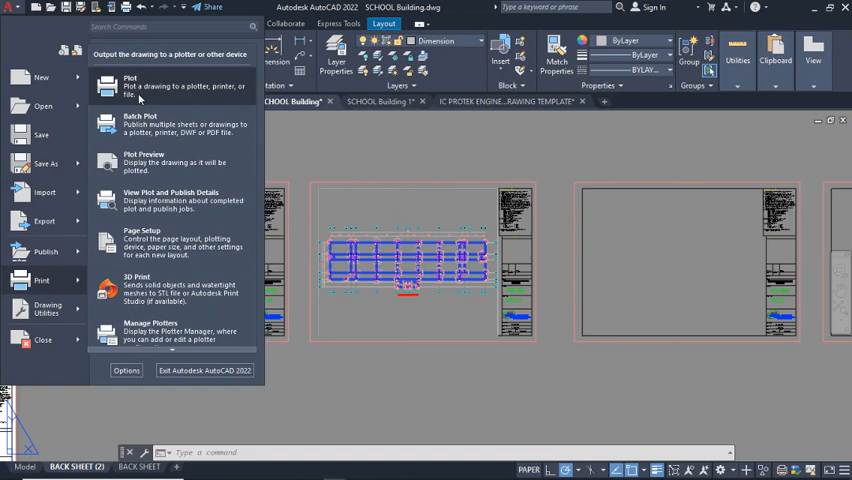 Share
Autodesk AutoCAD 2022
SCHOOL Building.dwg
Type a keyword or phrase
Sign In
Search Commands
Collaborate
Express Tools
Layout
Output the drawing to a plotter or other device
New
Open
Save
Save As
Import
Export
Publish
Print
Drawing
Utilities
Close
Plot
Plot a drawing to a plotter, printer, or
file.
Batch Plot
Publish multiple sheets or drawings to
a plotter, printer, DWF or PDF file.
Plot Preview
Display the drawing as it will be
plotted.
View Plot and Publish Details
Display information about completed
plot and publish jobs.
Page Setup
Control the page layout, plotting
device, paper size, and other settings
for each new layout.
3D Print
Sends solid objects and watertight
meshes to STL file or Autodesk Print
Studio (if available).
Manage Plotters
Display the Plotter Manager, where
you can add or edit a plotter
Options
Exit Autodesk AutoCAD 2022
Dimension
Dimension
Layer
Properties
Layers
Insert
Block
Match
Properties
ByLayer
ByLayer
BYLAY...
Properties
Group
Groups
Utilities
Clipboard
View
CHOOL Building*
SCHOOL Building 1*
IC PROTEK ENGINE...RAWING TEMPLATE*
Type a command
Model
BACK SHEET (2)
BACK SHEET
PAPER